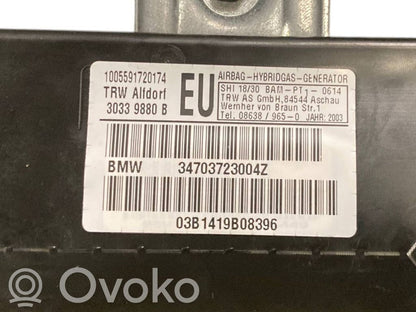 1005591720174
TRW Alfdorf
3033 9880 B
EU
AIRBAG-HYBRIDGAS-GENERATOR
SHI 18/30 BAM-PT1-0614
TRW AS GmbH,84544 Aschau
Wernher von Braun Str.1
Tel. 08638 / 965-0 JAHR: 2003
BMW 34703723004Z
03B1419B08396
OVOKO